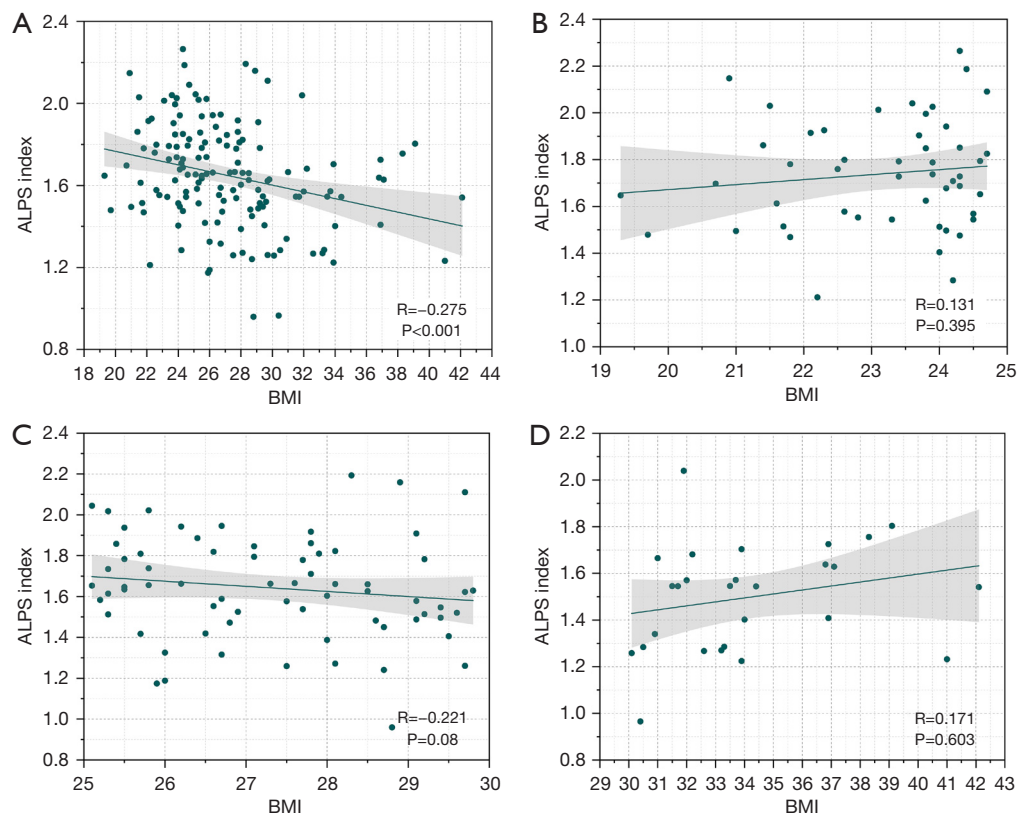 A
2.4
2.0
1.6
1.2
0.8
ALPS index
18 20 22 24 26 28 30 32 34 36 38 40 42 44
BMI
R=−0.275
P<0.001
B
2.4
2.2
2.0
1.8
1.6
1.4
1.2
1.0
ALPS index
19 20 21 22 23 24 25
BMI
R=0.131
P=0.395
C
2.4
2.2
2.0
1.8
1.6
1.4
1.2
1.0
0.8
ALPS index
25 26 27 28 29 30
BMI
R=−0.221
P=0.08
D
2.2
2.0
1.8
1.6
1.4
1.2
1.0
0.8
ALPS index
29 30 31 32 33 34 35 36 37 38 39 40 41 42 43
BMI
R=0.171
P=0.603